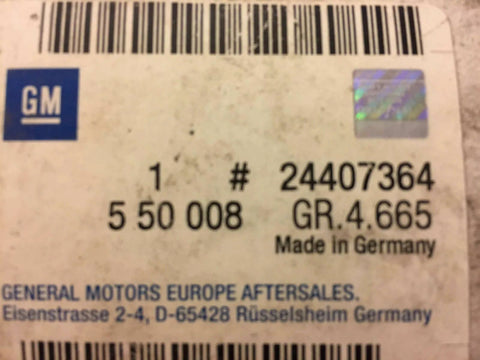 GM
1 # 24407364
5 50 008 GR.4.665
Made in Germany
GENERAL MOTORS EUROPE AFTERSALES.
Eisenstrasse 2-4, D-65428 Rüsselsheim Germany